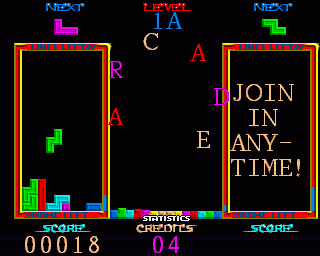 NEXT
LEVEL
NEXT
1A
C
A
R
D
A
E
JOIN
IN
ANY-
TIME!
STATISTICS
SCORE
CREDITS
SCORE
00018
04